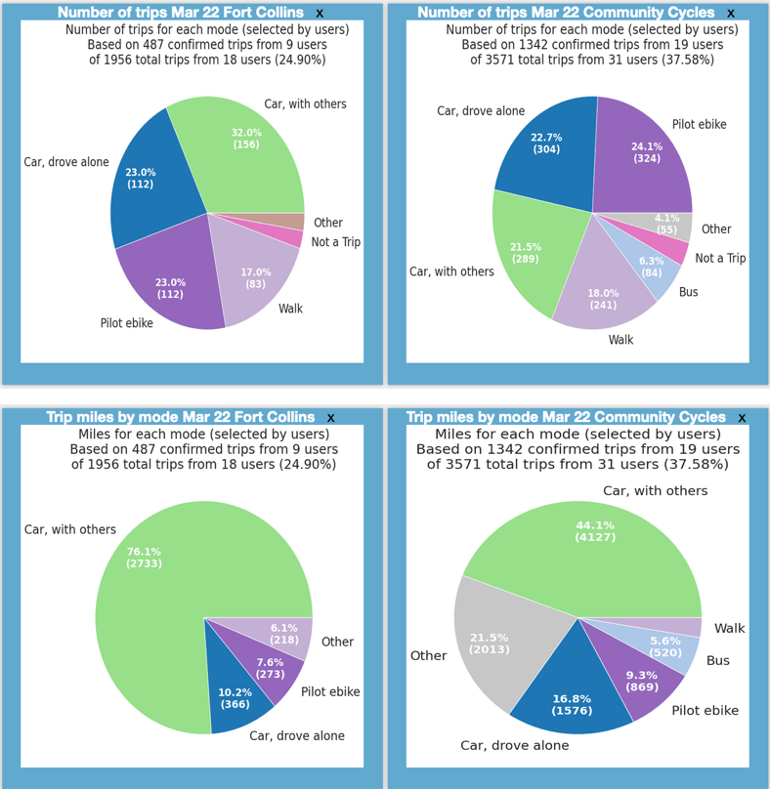 Number of trips Mar 22 Fort Collins x
Number of trips for each mode (selected by users)
Based on 487 confirmed trips from 9 users
of 1956 total trips from 18 users (24.90%)
Car, with others
32.0%
(156)
Car, drove alone
23.0%
(112)
Other
Not a Trip
23.0%
(112)
17.0%
(83)
Walk
Pilot ebike
Number of trips Mar 22 Community Cycles x
Number of trips for each mode (selected by users)
Based on 1342 confirmed trips from 19 users
of 3571 total trips from 31 users (37.58%)
Car, drove alone
22.7%
(304)
Pilot ebike
24.1%
(324)
4.1%
(55)
Other
Not a Trip
21.5%
(289)
Car, with others
6.3%
(84)
Bus
18.0%
(241)
Walk
Trip miles by mode Mar 22 Fort Collins x
Miles for each mode (selected by users)
Based on 487 confirmed trips from 9 users
of 1956 total trips from 18 users (24.90%)
Car, with others
76.1%
(2733)
6.1%
(218)
Other
7.6%
(273)
Pilot ebike
10.2%
(366)
Car, drove alone
Trip miles by mode Mar 22 Community Cycles x
Miles for each mode (selected by users)
Based on 1342 confirmed trips from 19 users
of 3571 total trips from 31 users (37.58%)
Car, with others
44.1%
(4127)
Walk
5.6%
(520)
Bus
21.5%
(2013)
Other
9.3%
(869)
Pilot ebike
16.8%
(1576)
Car, drove alone